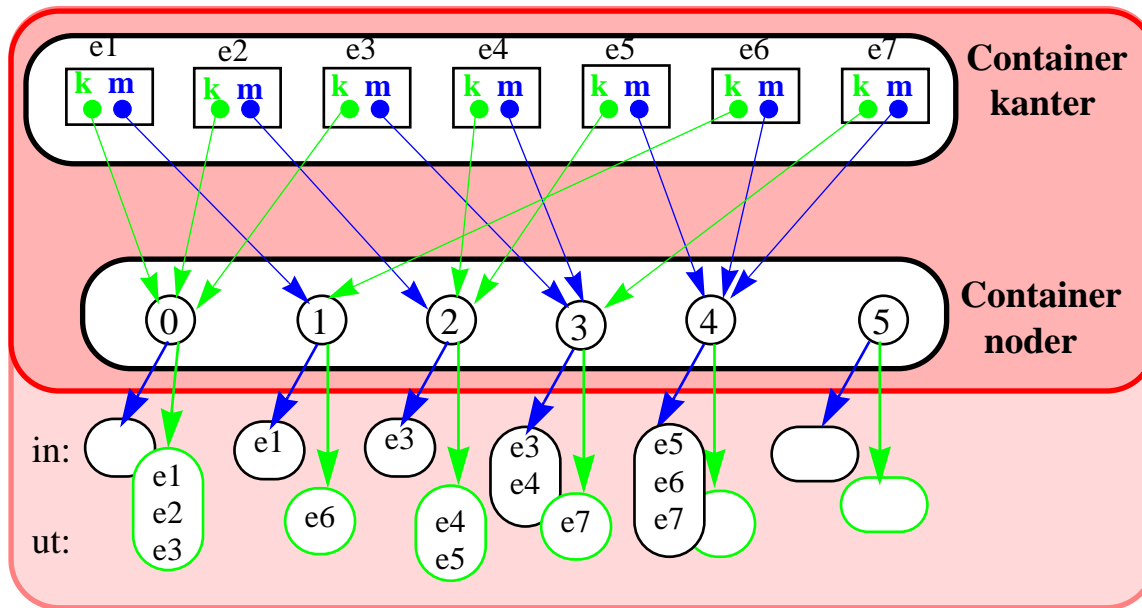 e1 e2 e3 e4 e5 e6 e7
k m k m k m k m k m k m k m
Container
kanter
0 1 2 3 4 5
Container
noder
in:
e1
e3
e3
e4
e5
e6
e7
ut:
e1
e2
e3
e6
e4
e5
e7